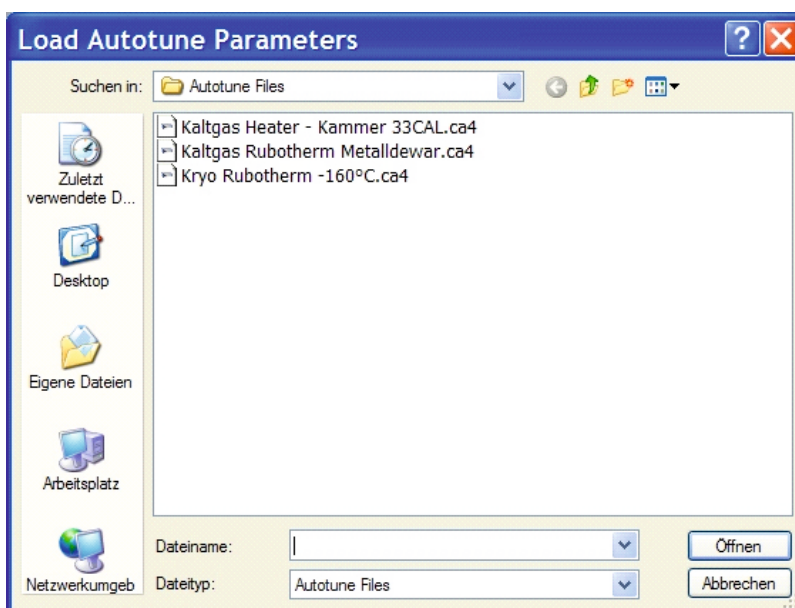 Load Autotune Parameters
?
X
Suchen in:
Autotune Files
Kaltgas Heater - Kammer 33CAL.ca4
Kaltgas Rubotherm Metalldewar.ca4
Kryo Rubotherm -160ºC.ca4
Zuletzt
verwendete D...
Desktop
Eigene Dateien
Arbeitsplatz
Netzwerkumgeb
Dateiname:
Öffnen
Dateityp:
Autotune Files
Abbrechen